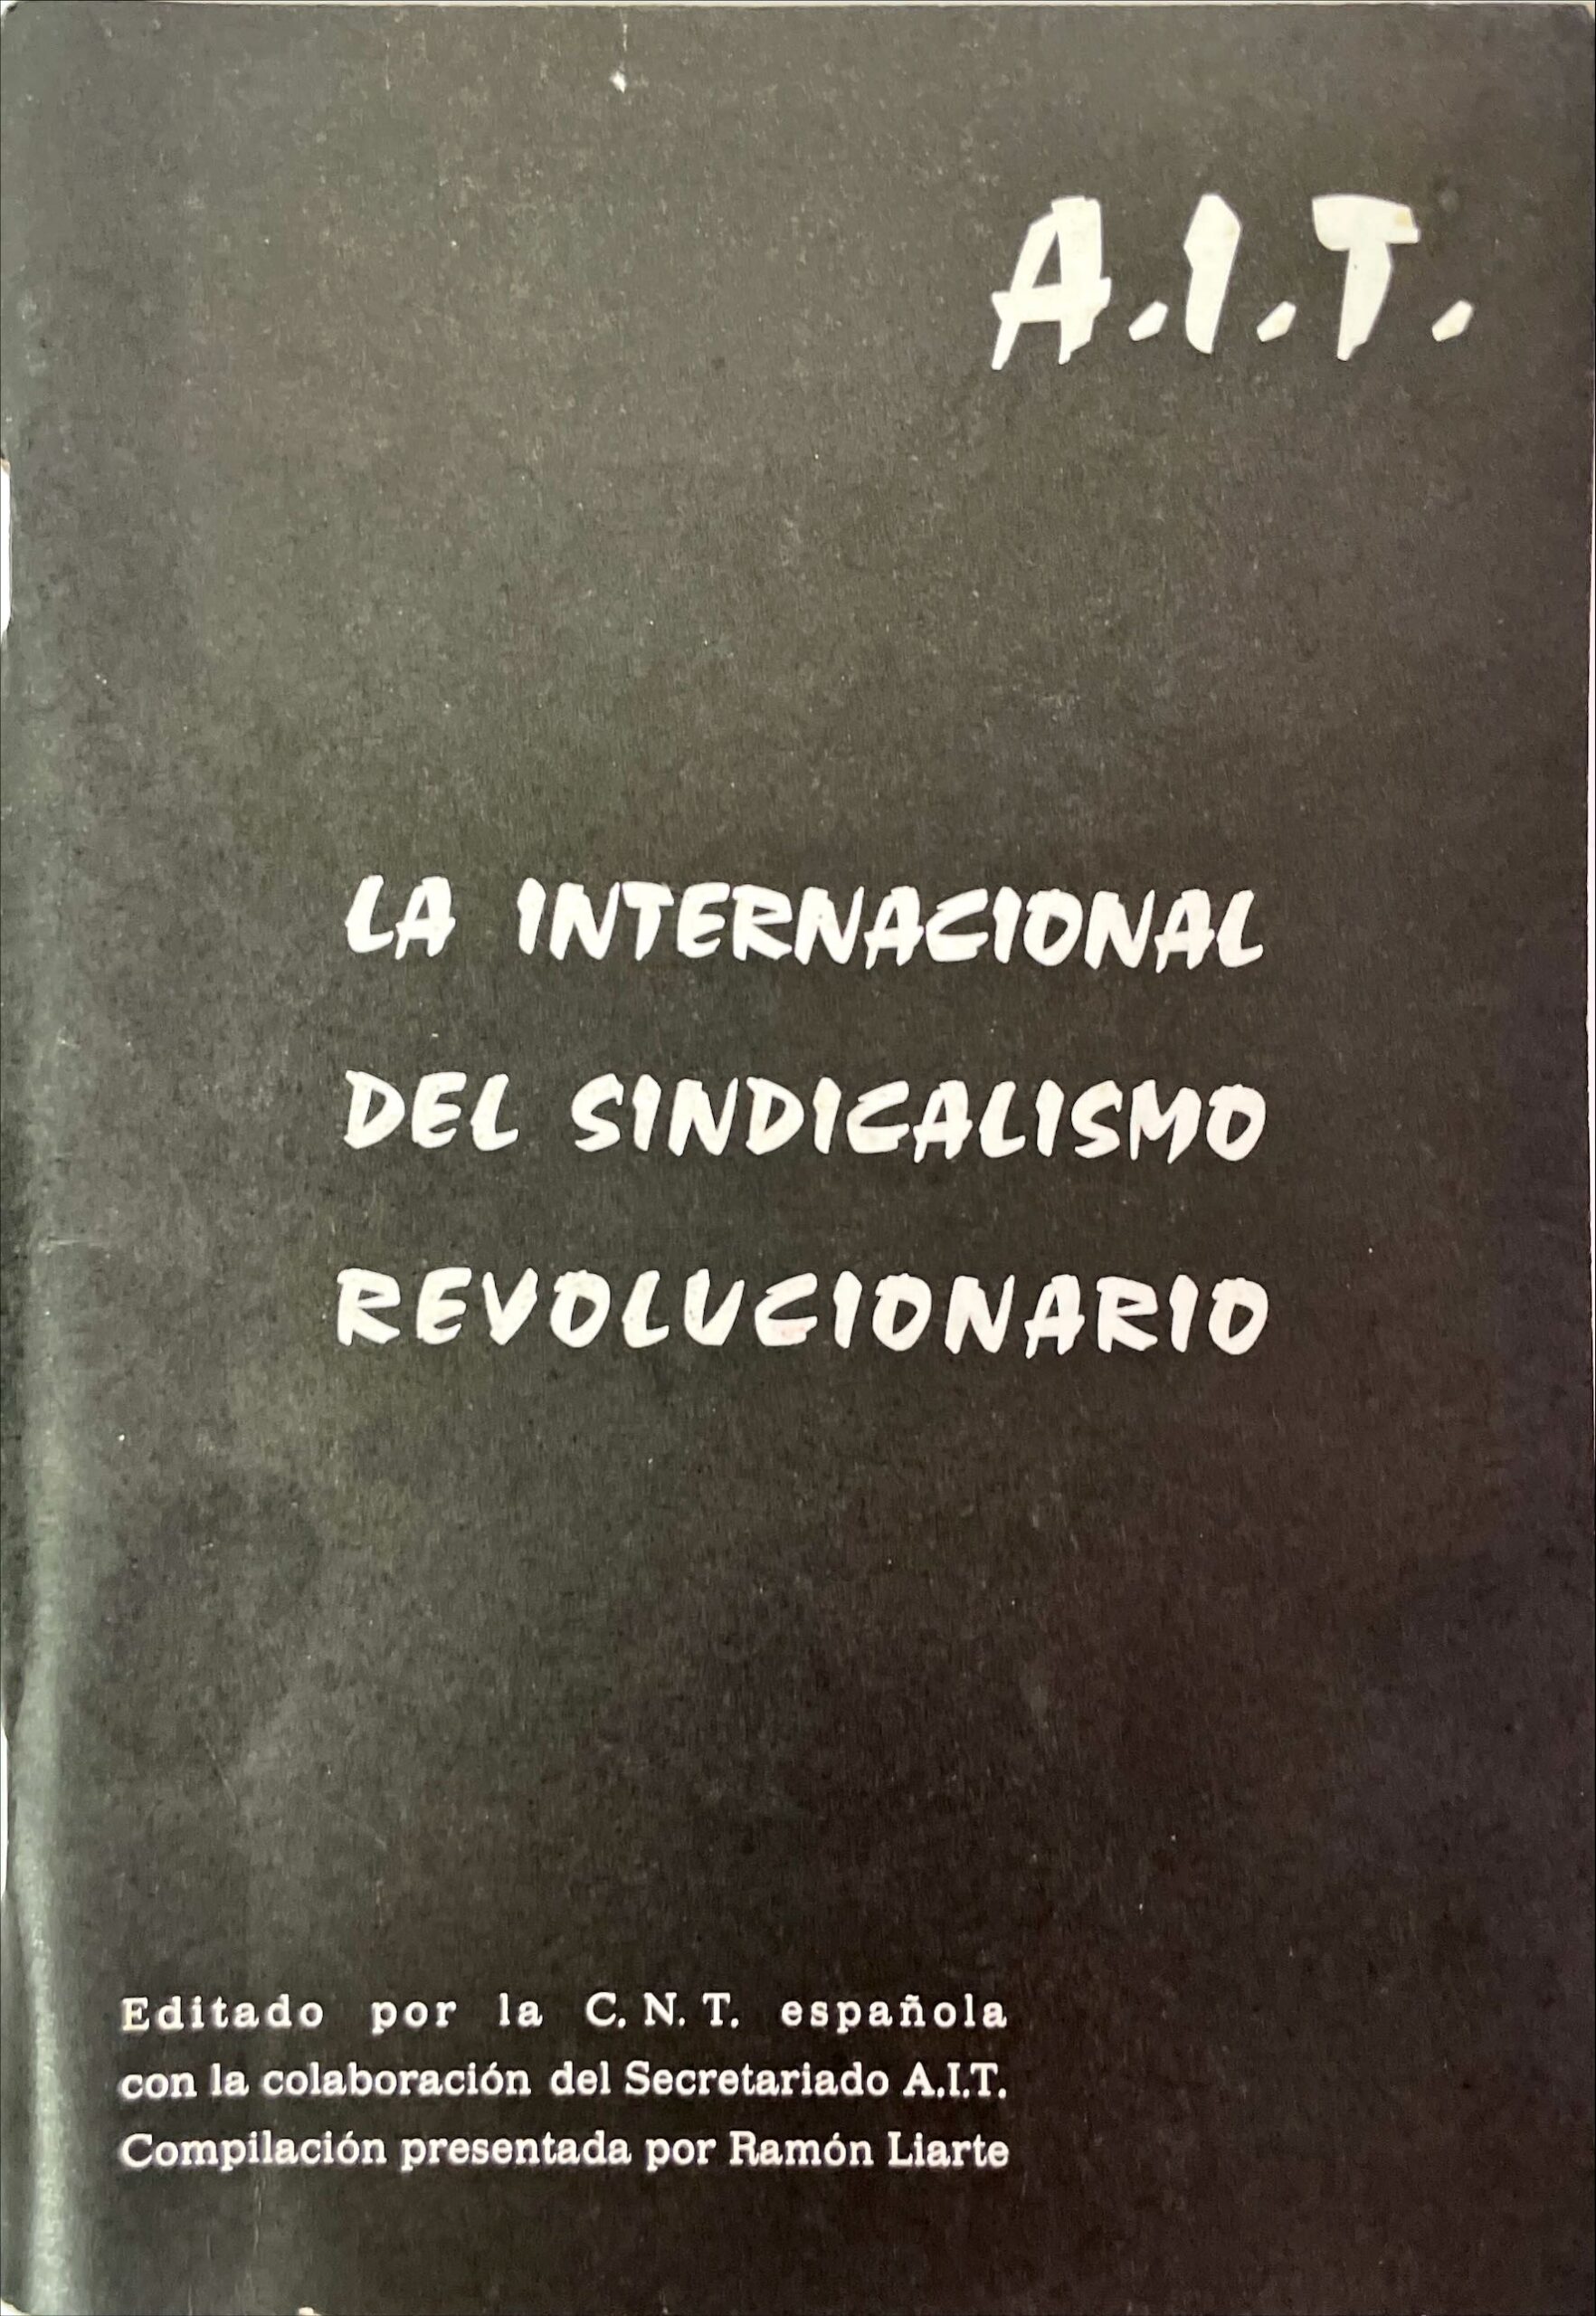 A.I.T.
LA INTERNACIONAL
DEL SINDICALISMO
REVOLUCIONARIO
Editado por la C. N. T. española
con la colaboración del Secretariado A.I.T.
Compilación presentada por Ramón Liarte